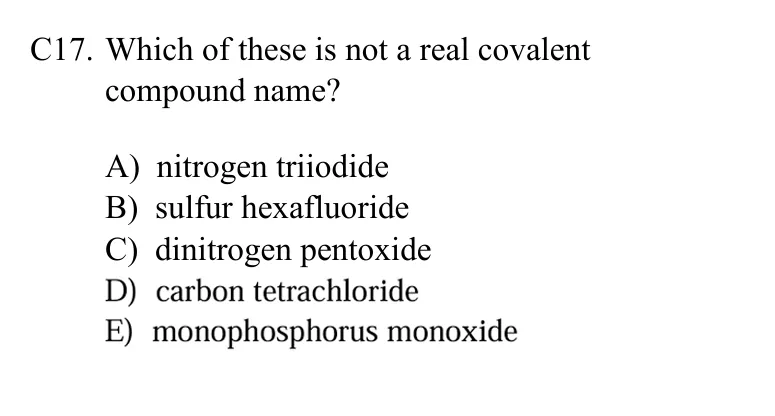 C17. Which of these is not a real covalent
compound name?
A) nitrogen triiodide
B) sulfur hexafluoride
C) dinitrogen pentoxide
D) carbon tetrachloride
E) monophosphorus monoxide